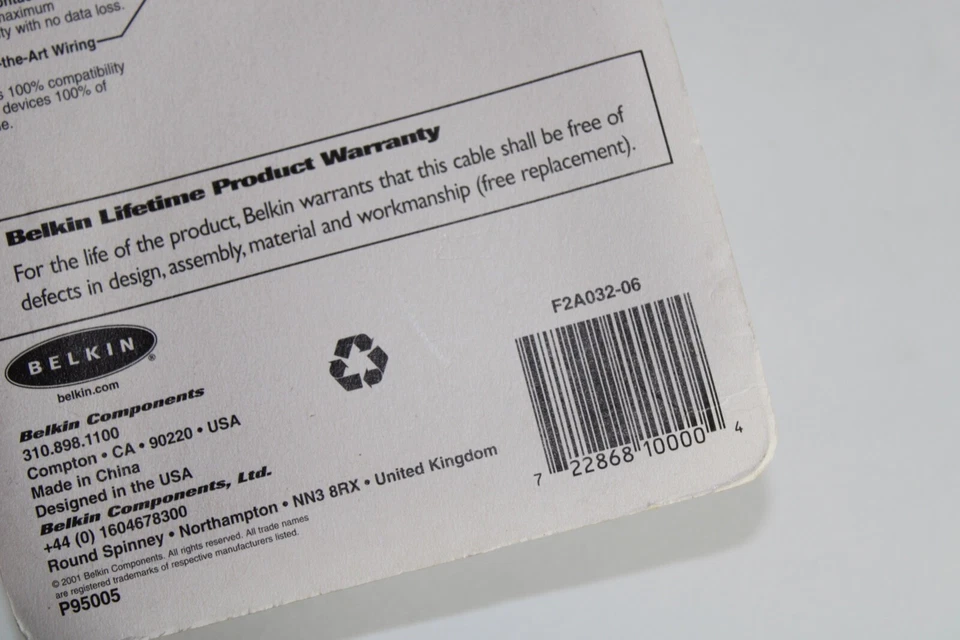 maximum
ty with no data loss.
-the-Art Wiring
s 100% compatibility
devices 100% of
e.
Belkin Lifetime Product Warranty
For the life of the product, Belkin warrants that this cable shall be free of
defects in design, assembly, material and workmanship (free replacement).
F2A032-06
BELKIN®
belkin.com
Belkin Components
310.898.1100
Compton • CA • 90220 • USA
Made in China
Designed in the USA
Belkin Components, Ltd.
+44 (0) 1604678300
Round Spinney • Northampton • NN3 8RX • United Kingdom
© 2001 Belkin Components. All rights reserved. All trade names
are registered trademarks of respective manufacturers listed.
P95005
7 22868 10000 4